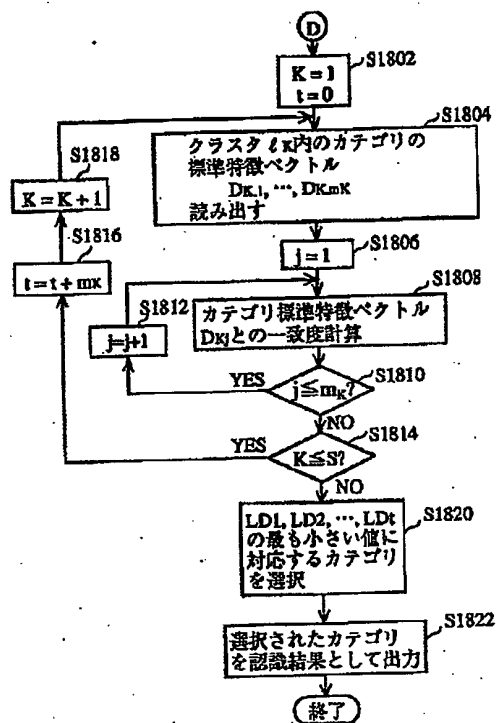 D
S1802
K=1
t=0
S1804
クラスタℓK内のカテゴリの
標準特徴ベクトル
DK,1, …, DK,mK
読み出す
S1818
K=K+1
S1816
t=t+mK
S1806
j=1
S1808
カテゴリ標準特徴ベクトル
DKjとの一致度計算
S1812
j=j+1
S1810
YES
j≦mK?
NO
S1814
YES
K≦S?
NO
S1820
LD1, LD2, …, LDt
の最も小さい値に
対応するカテゴリ
を選択
S1822
選択されたカテゴリ
を認識結果として出力
終了